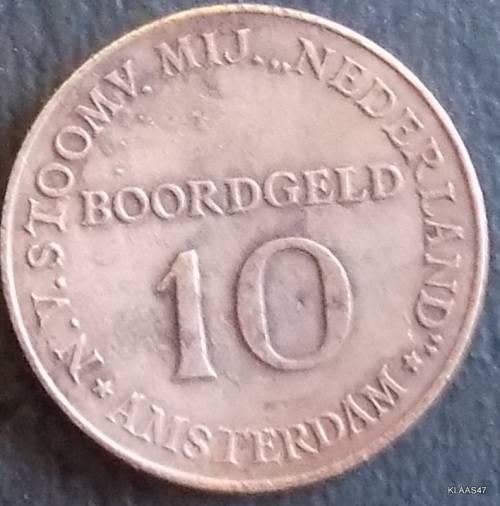 N.V. STOOMV. MIJ. „NEDERLAND”
BOORDGELD
10
* AMSTERDAM *
KLAAS47